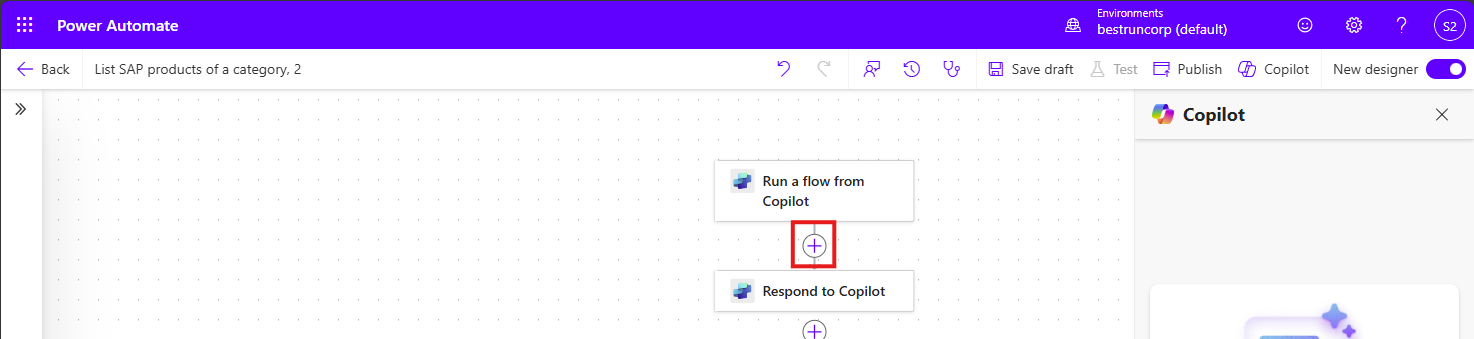 Power Automate
Environments
bestruncorp (default)
?
S2
Back
List SAP products of a category, 2
Save draft
Test
Publish
Copilot
New designer
Copilot
Run a flow from
Copilot
Respond to Copilot